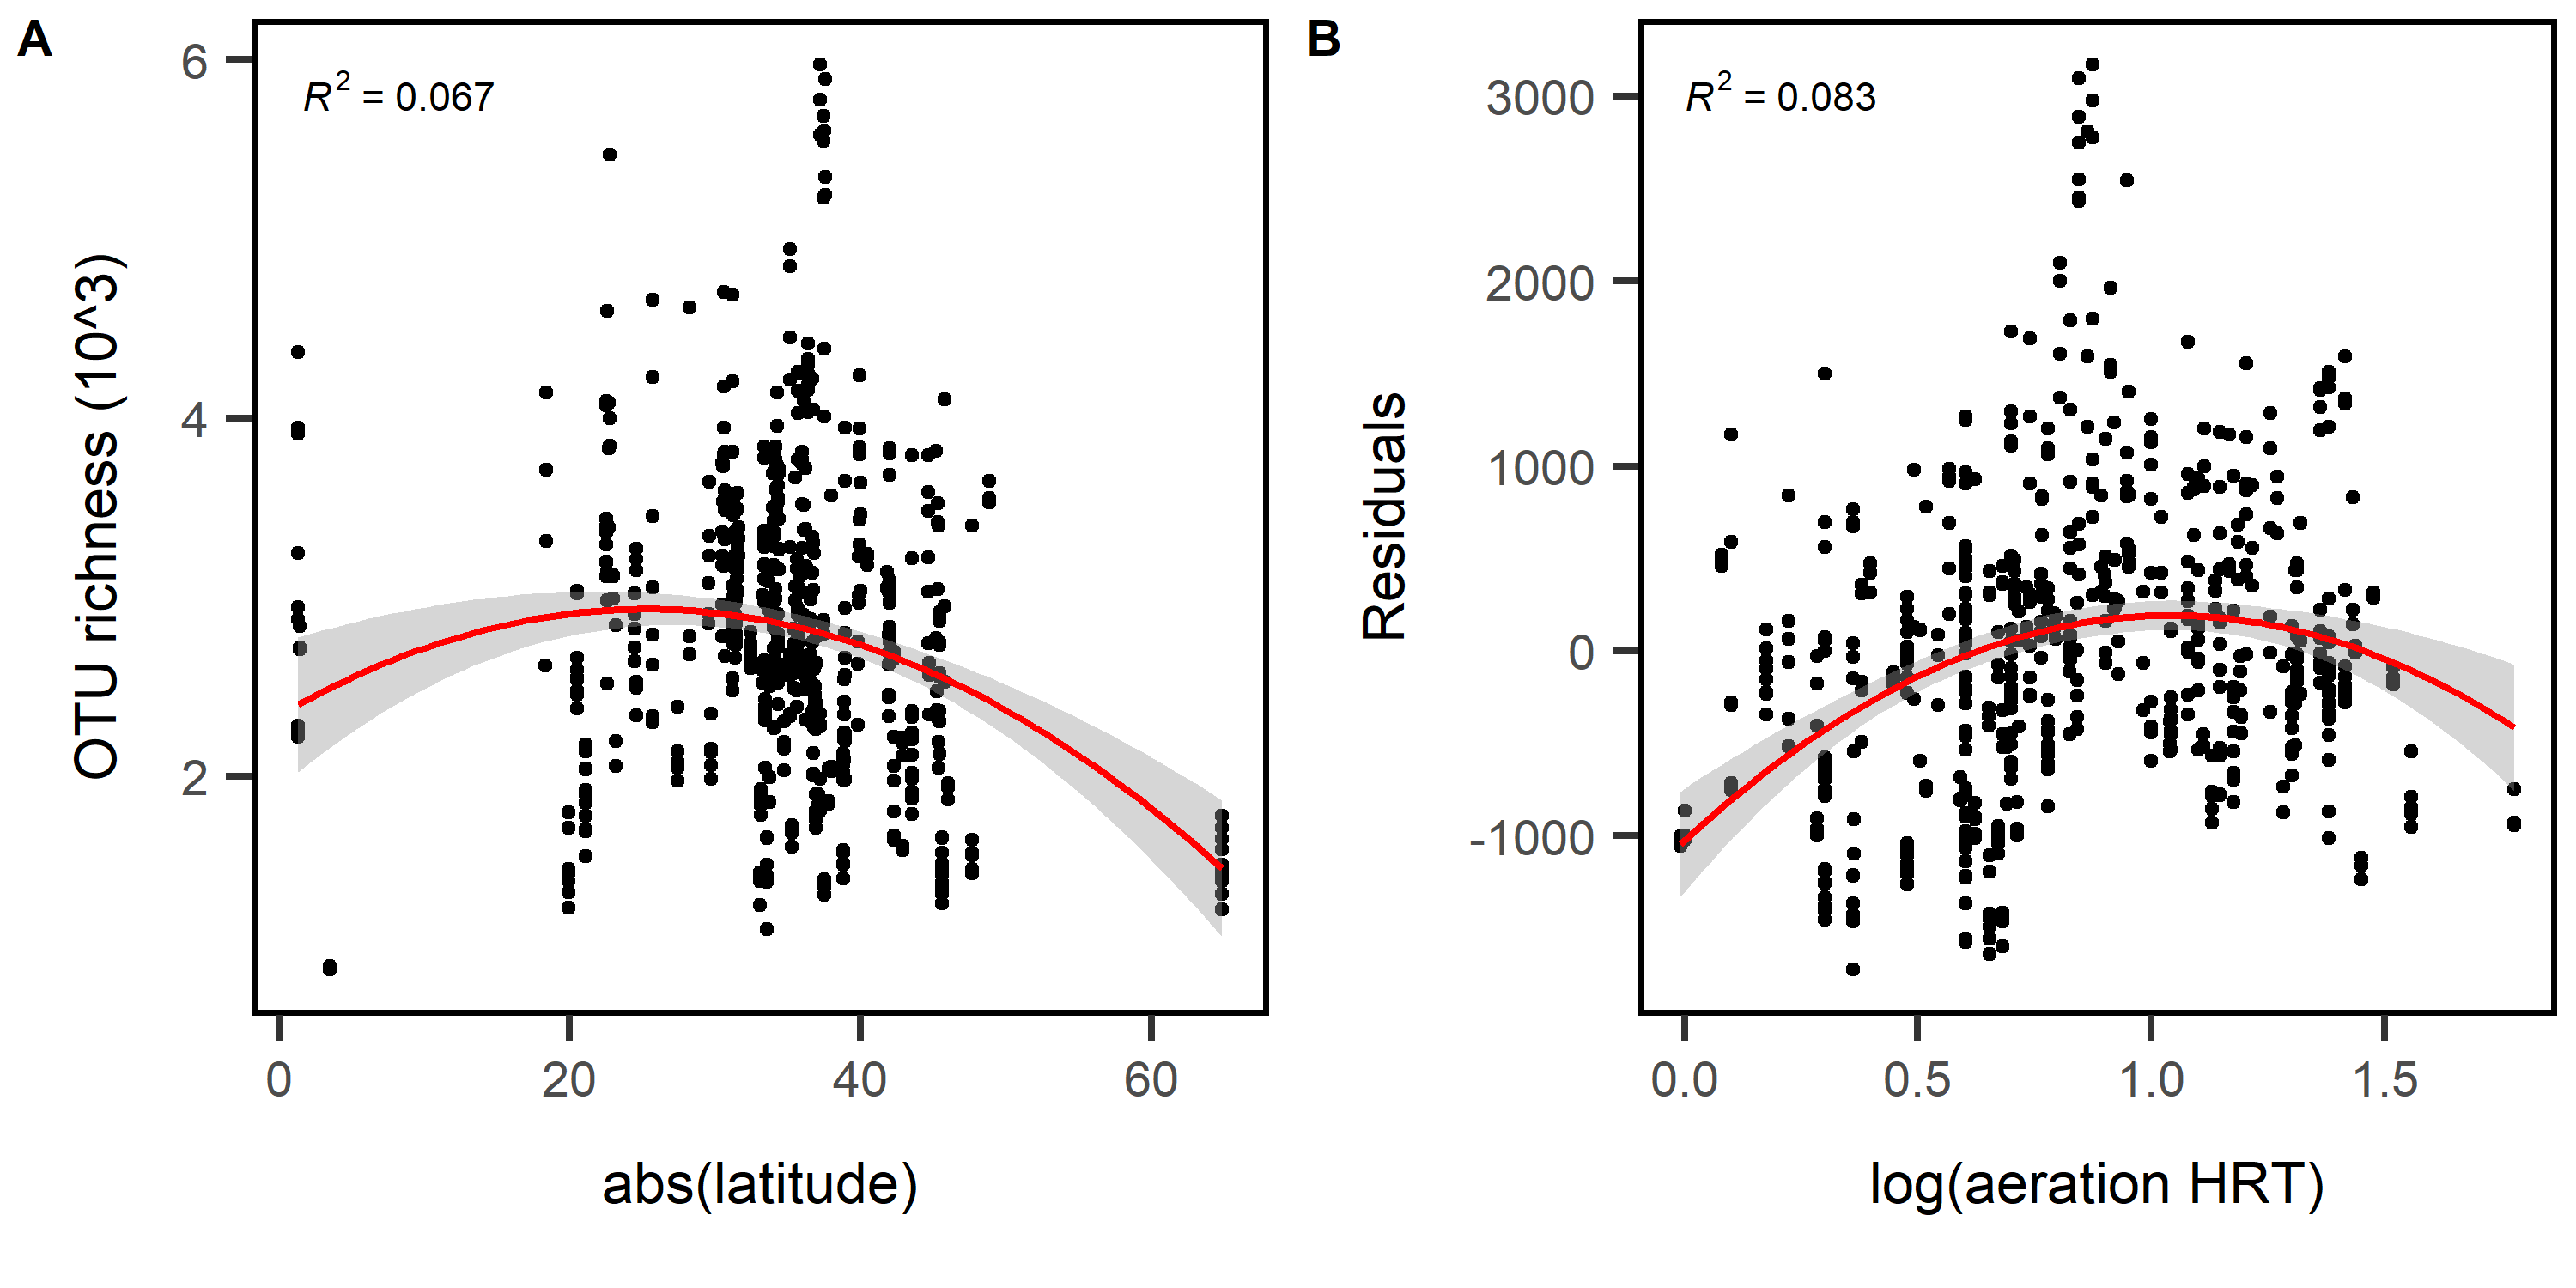 A
R² = 0.067
OTU richness (10^3)
6
4
2
0 20 40 60
abs(latitude)
B
R² = 0.083
Residuals
3000
2000
1000
0
-1000
0.0 0.5 1.0 1.5
log(aeration HRT)